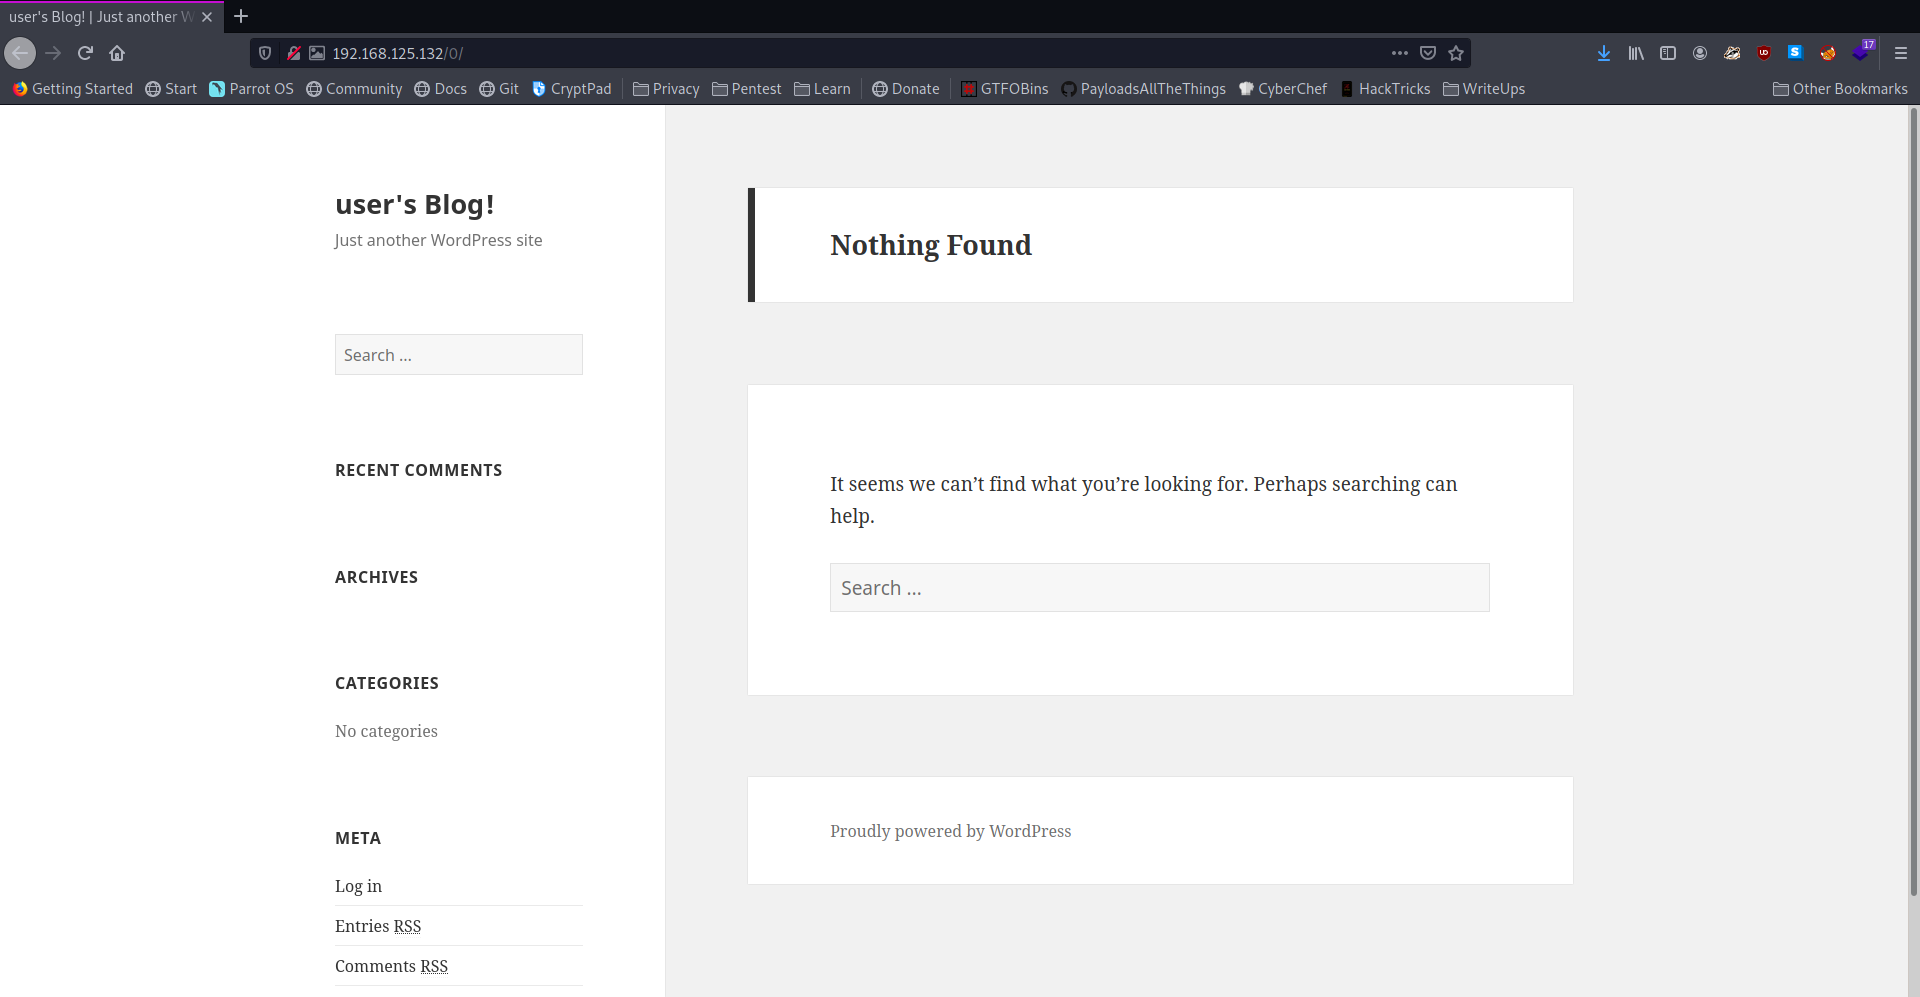 user's Blog! | Just another W
192.168.125.132/0/
17
Getting Started Start Parrot OS Community Docs Git CryptPad Privacy Pentest Learn Donate GTFOBins PayloadsAllTheThings CyberChef HackTricks WriteUps Other Bookmarks
user's Blog!
Just another WordPress site
Search ...
RECENT COMMENTS
ARCHIVES
CATEGORIES
No categories
META
Log in
Entries RSS
Comments RSS
Nothing Found
It seems we can’t find what you’re looking for. Perhaps searching can
help.
Search ...
Proudly powered by WordPress